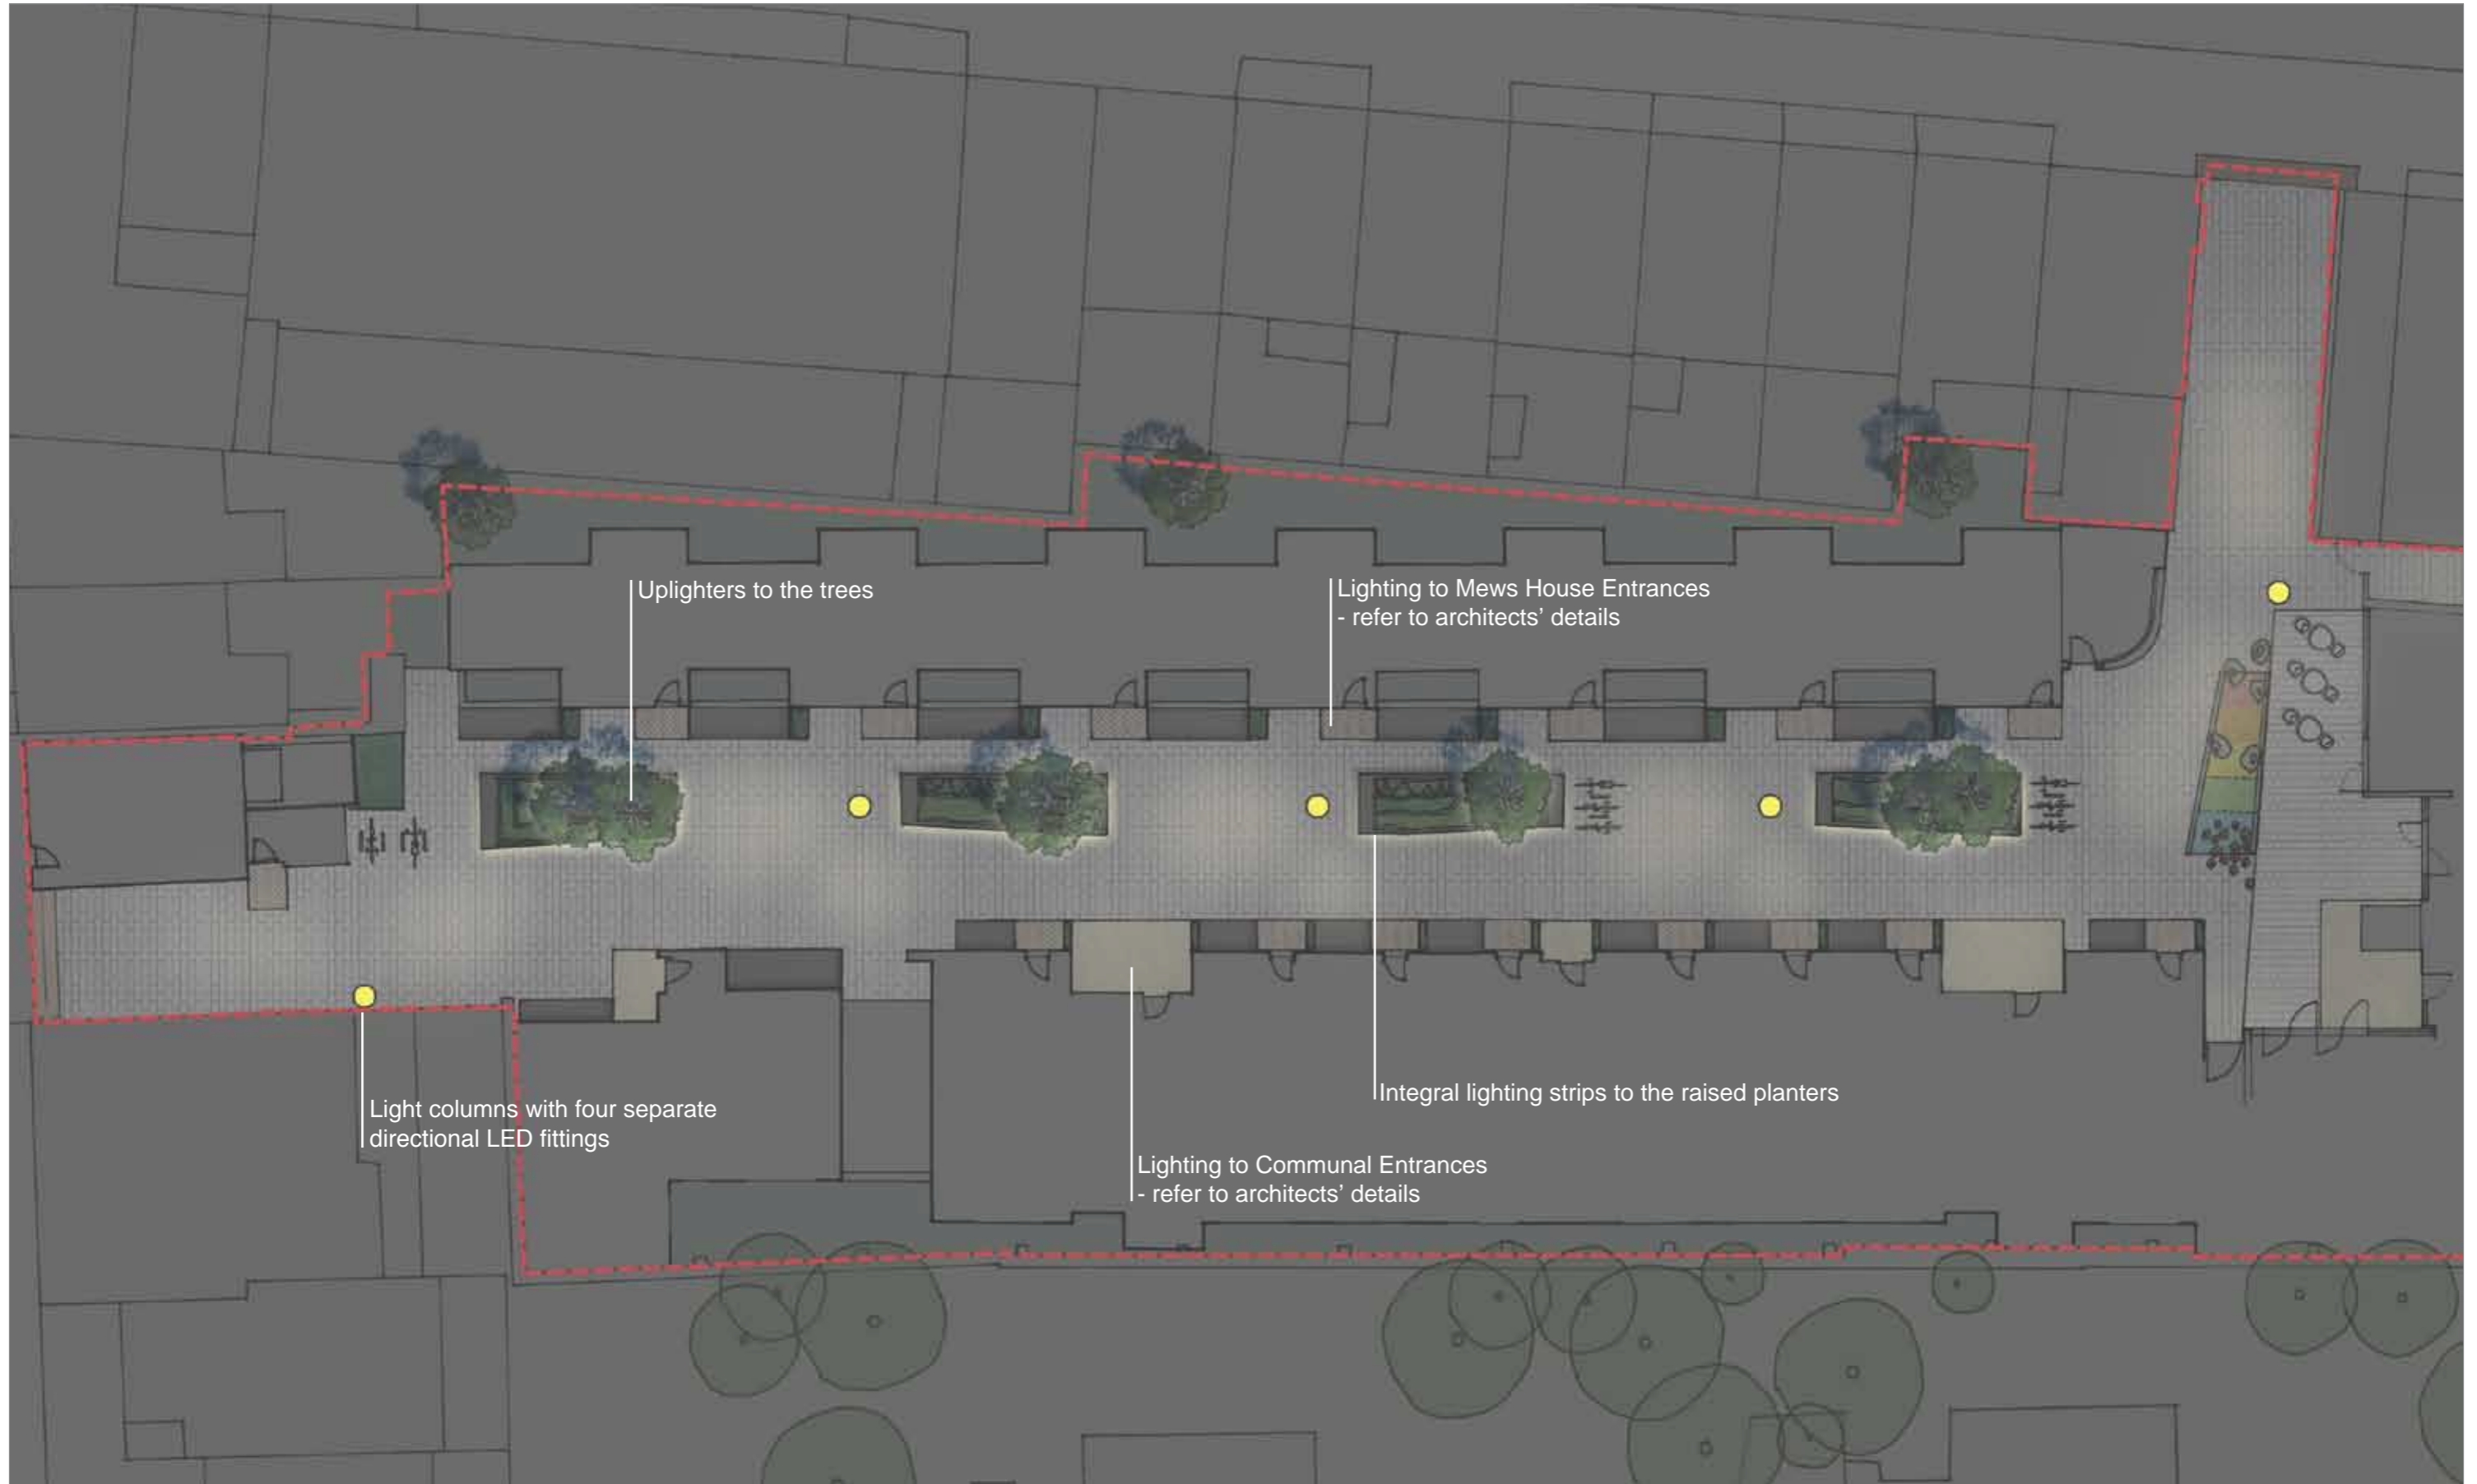 Uplighters to the trees
Lighting to Mews House Entrances
- refer to architects’ details
Integral lighting strips to the raised planters
Light columns with four separate
directional LED fittings
Lighting to Communal Entrances
- refer to architects’ details